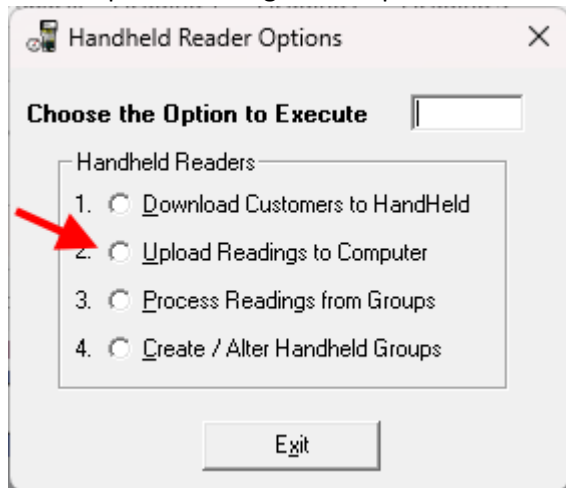 Handheld Reader Options
Choose the Option to Execute
Handheld Readers
1. Download Customers to HandHeld
2. Upload Readings to Computer
3. Process Readings from Groups
4. Create / Alter Handheld Groups
Exit